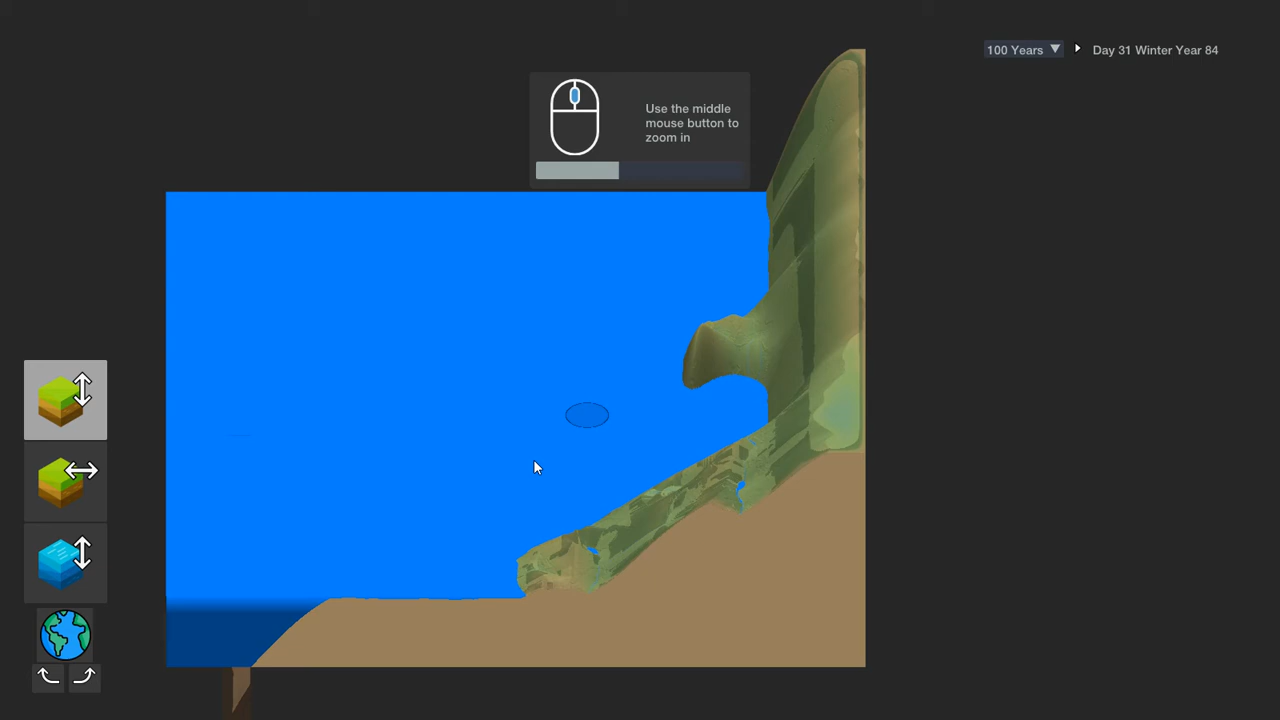 100 Years
Day 31 Winter Year 84
Use the middle
mouse button to
zoom in